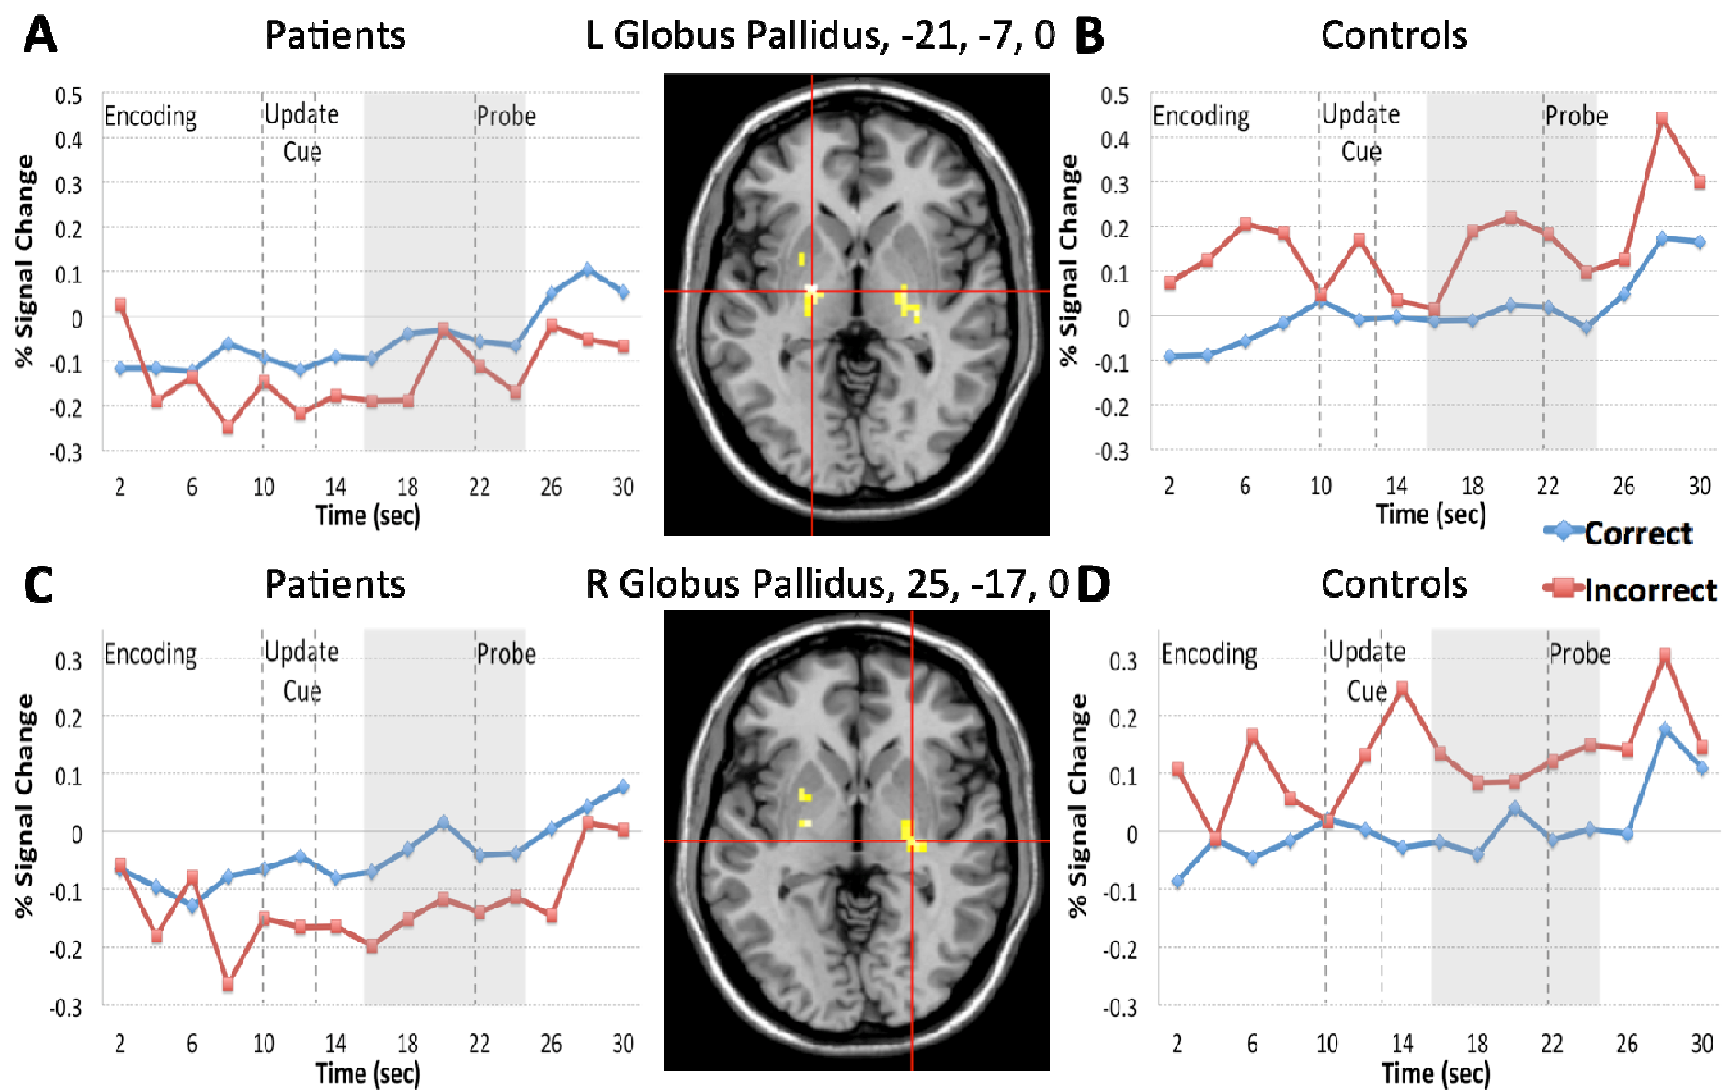 A Patients L Globus Pallidus, -21, -7, 0 B Controls
0.5
0.4
0.3
0.2
0.1
0
-0.1
-0.2
-0.3
% Signal Change
Encoding
Update
Cue
Probe
2 6 10 14 18 22 26 30
Time (sec)
0.5
0.4
0.3
0.2
0.1
0
-0.1
-0.2
-0.3
% Signal Change
Encoding
Update
Cue
Probe
2 6 10 14 18 22 26 30
Time (sec)
Correct
Incorrect
C Patients R Globus Pallidus, 25, -17, 0 D Controls
0.3
0.2
0.1
0
-0.1
-0.2
-0.3
% Signal Change
Encoding
Update
Cue
Probe
2 6 10 14 18 22 26 30
Time (sec)
0.3
0.2
0.1
0
-0.1
-0.2
-0.3
% Signal Change
Encoding
Update
Cue
Probe
2 6 10 14 18 22 26 30
Time (sec)